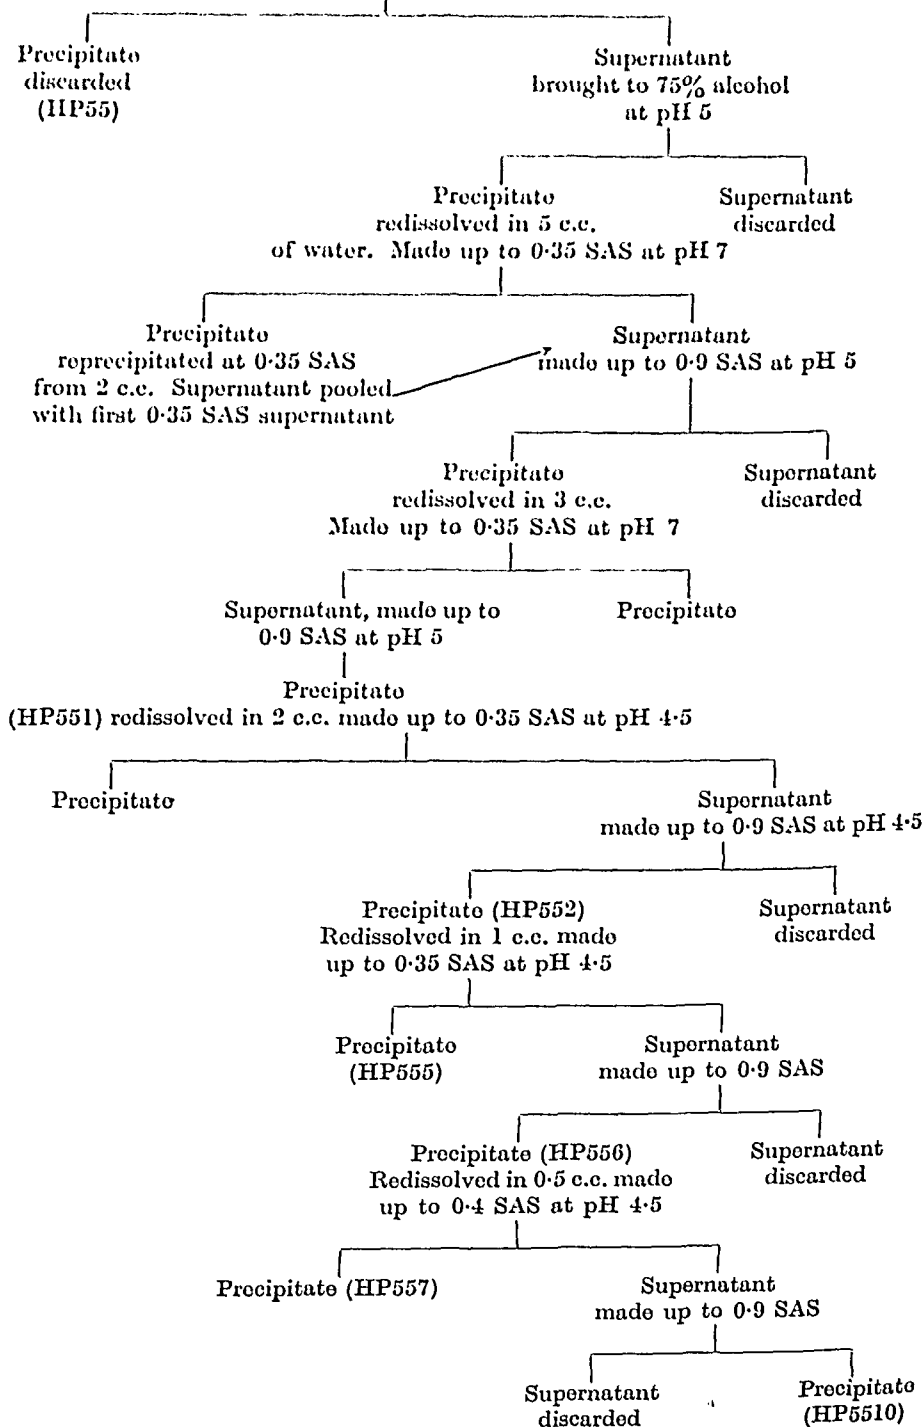 Precipitate
discarded
(HP55)
Supernatant
brought to 75% alcohol
at pH 5
Precipitate
redissolved in 5 c.c.
of water. Made up to 0·35 SAS at pH 7
Supernatant
discarded
Precipitate
reprecipitated at 0·35 SAS
from 2 c.c. Supernatant pooled
with first 0·35 SAS supernatant
Supernatant
made up to 0·9 SAS at pH 5
Precipitate
redissolved in 3 c.c.
Made up to 0·35 SAS at pH 7
Supernatant
discarded
Supernatant, made up to
0·9 SAS at pH 5
Precipitate
Precipitate
(HP551) redissolved in 2 c.c. made up to 0·35 SAS at pH 4·5
Precipitate
Supernatant
made up to 0·9 SAS at pH 4·5
Precipitate (HP552)
Redissolved in 1 c.c. made
up to 0·35 SAS at pH 4·5
Supernatant
discarded
Precipitate
(HP555)
Supernatant
made up to 0·9 SAS
Precipitate (HP556)
Redissolved in 0·5 c.c. made
up to 0·4 SAS at pH 4·5
Supernatant
discarded
Precipitate (HP557)
Supernatant
made up to 0·9 SAS
Supernatant
discarded
Precipitate
(HP5510)